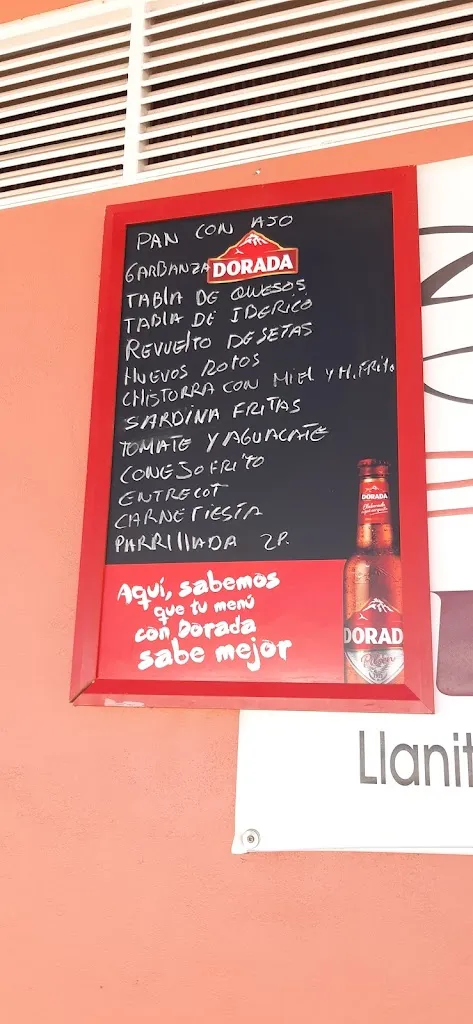 PAN CON AJO
GARBANZA
DORADA
TABLA DE QUESOS
TABLA DE IBERICO
REVUELTO DE SETAS
HUEVOS ROTOS
CHISTORRA CON MIEL Y H. FRITO
SARDINA FRITAS
TOMATE Y AGUACATE
CONEJO FRITO
ENTRECOT
CARNE FIESTA
PARRILLADA 2P.
Aquí, sabemos
que tu menú
con Dorada
sabe mejor
DORADA
DORADA
Pilsen
Llanit